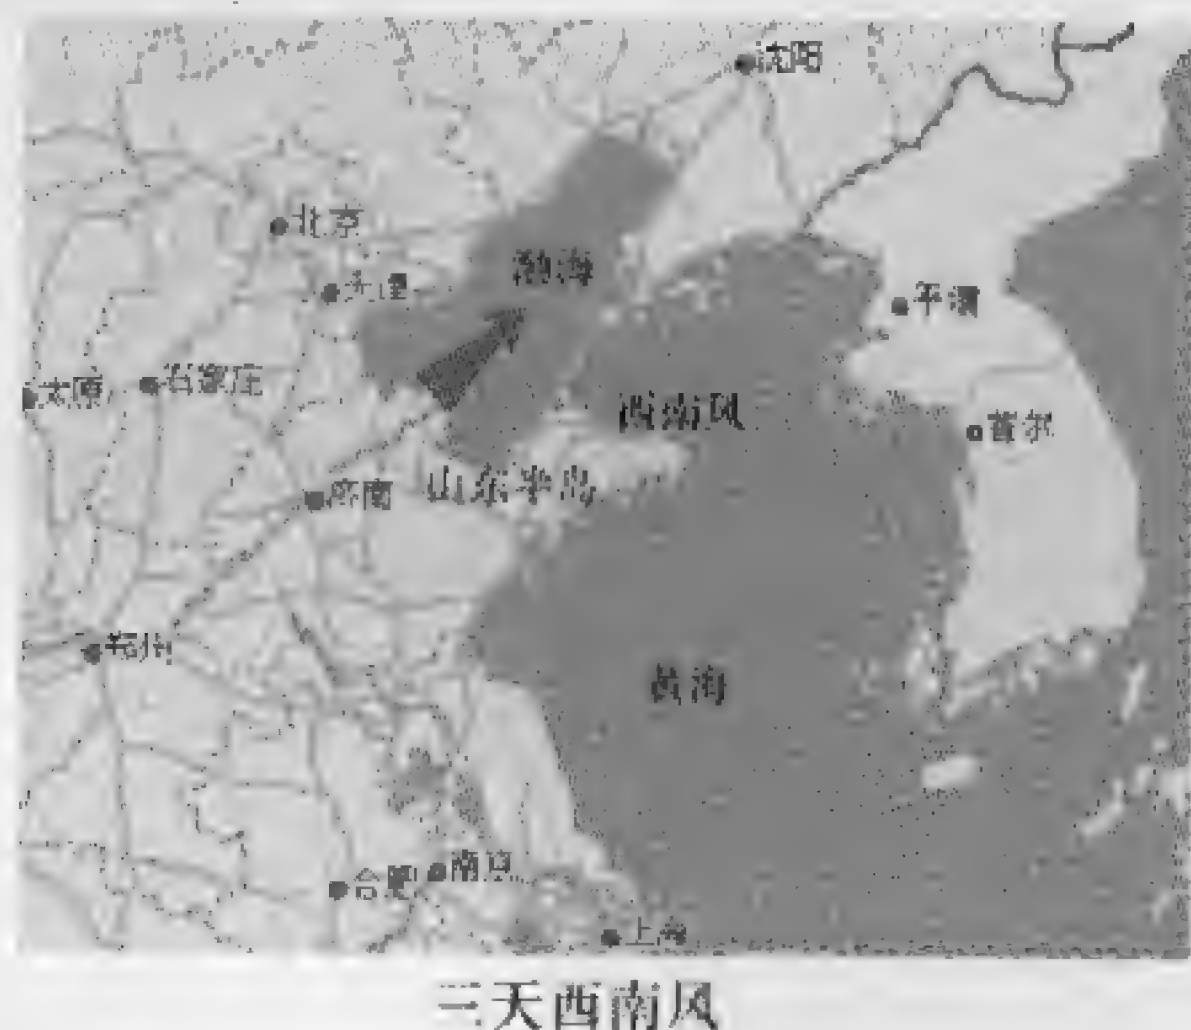 沈阳
北京
渤海
天津
平壤
太原
石家庄
西南风
首尔
济南
山东半岛
郑州
黄海
合肥
南京
上海
三天西南风